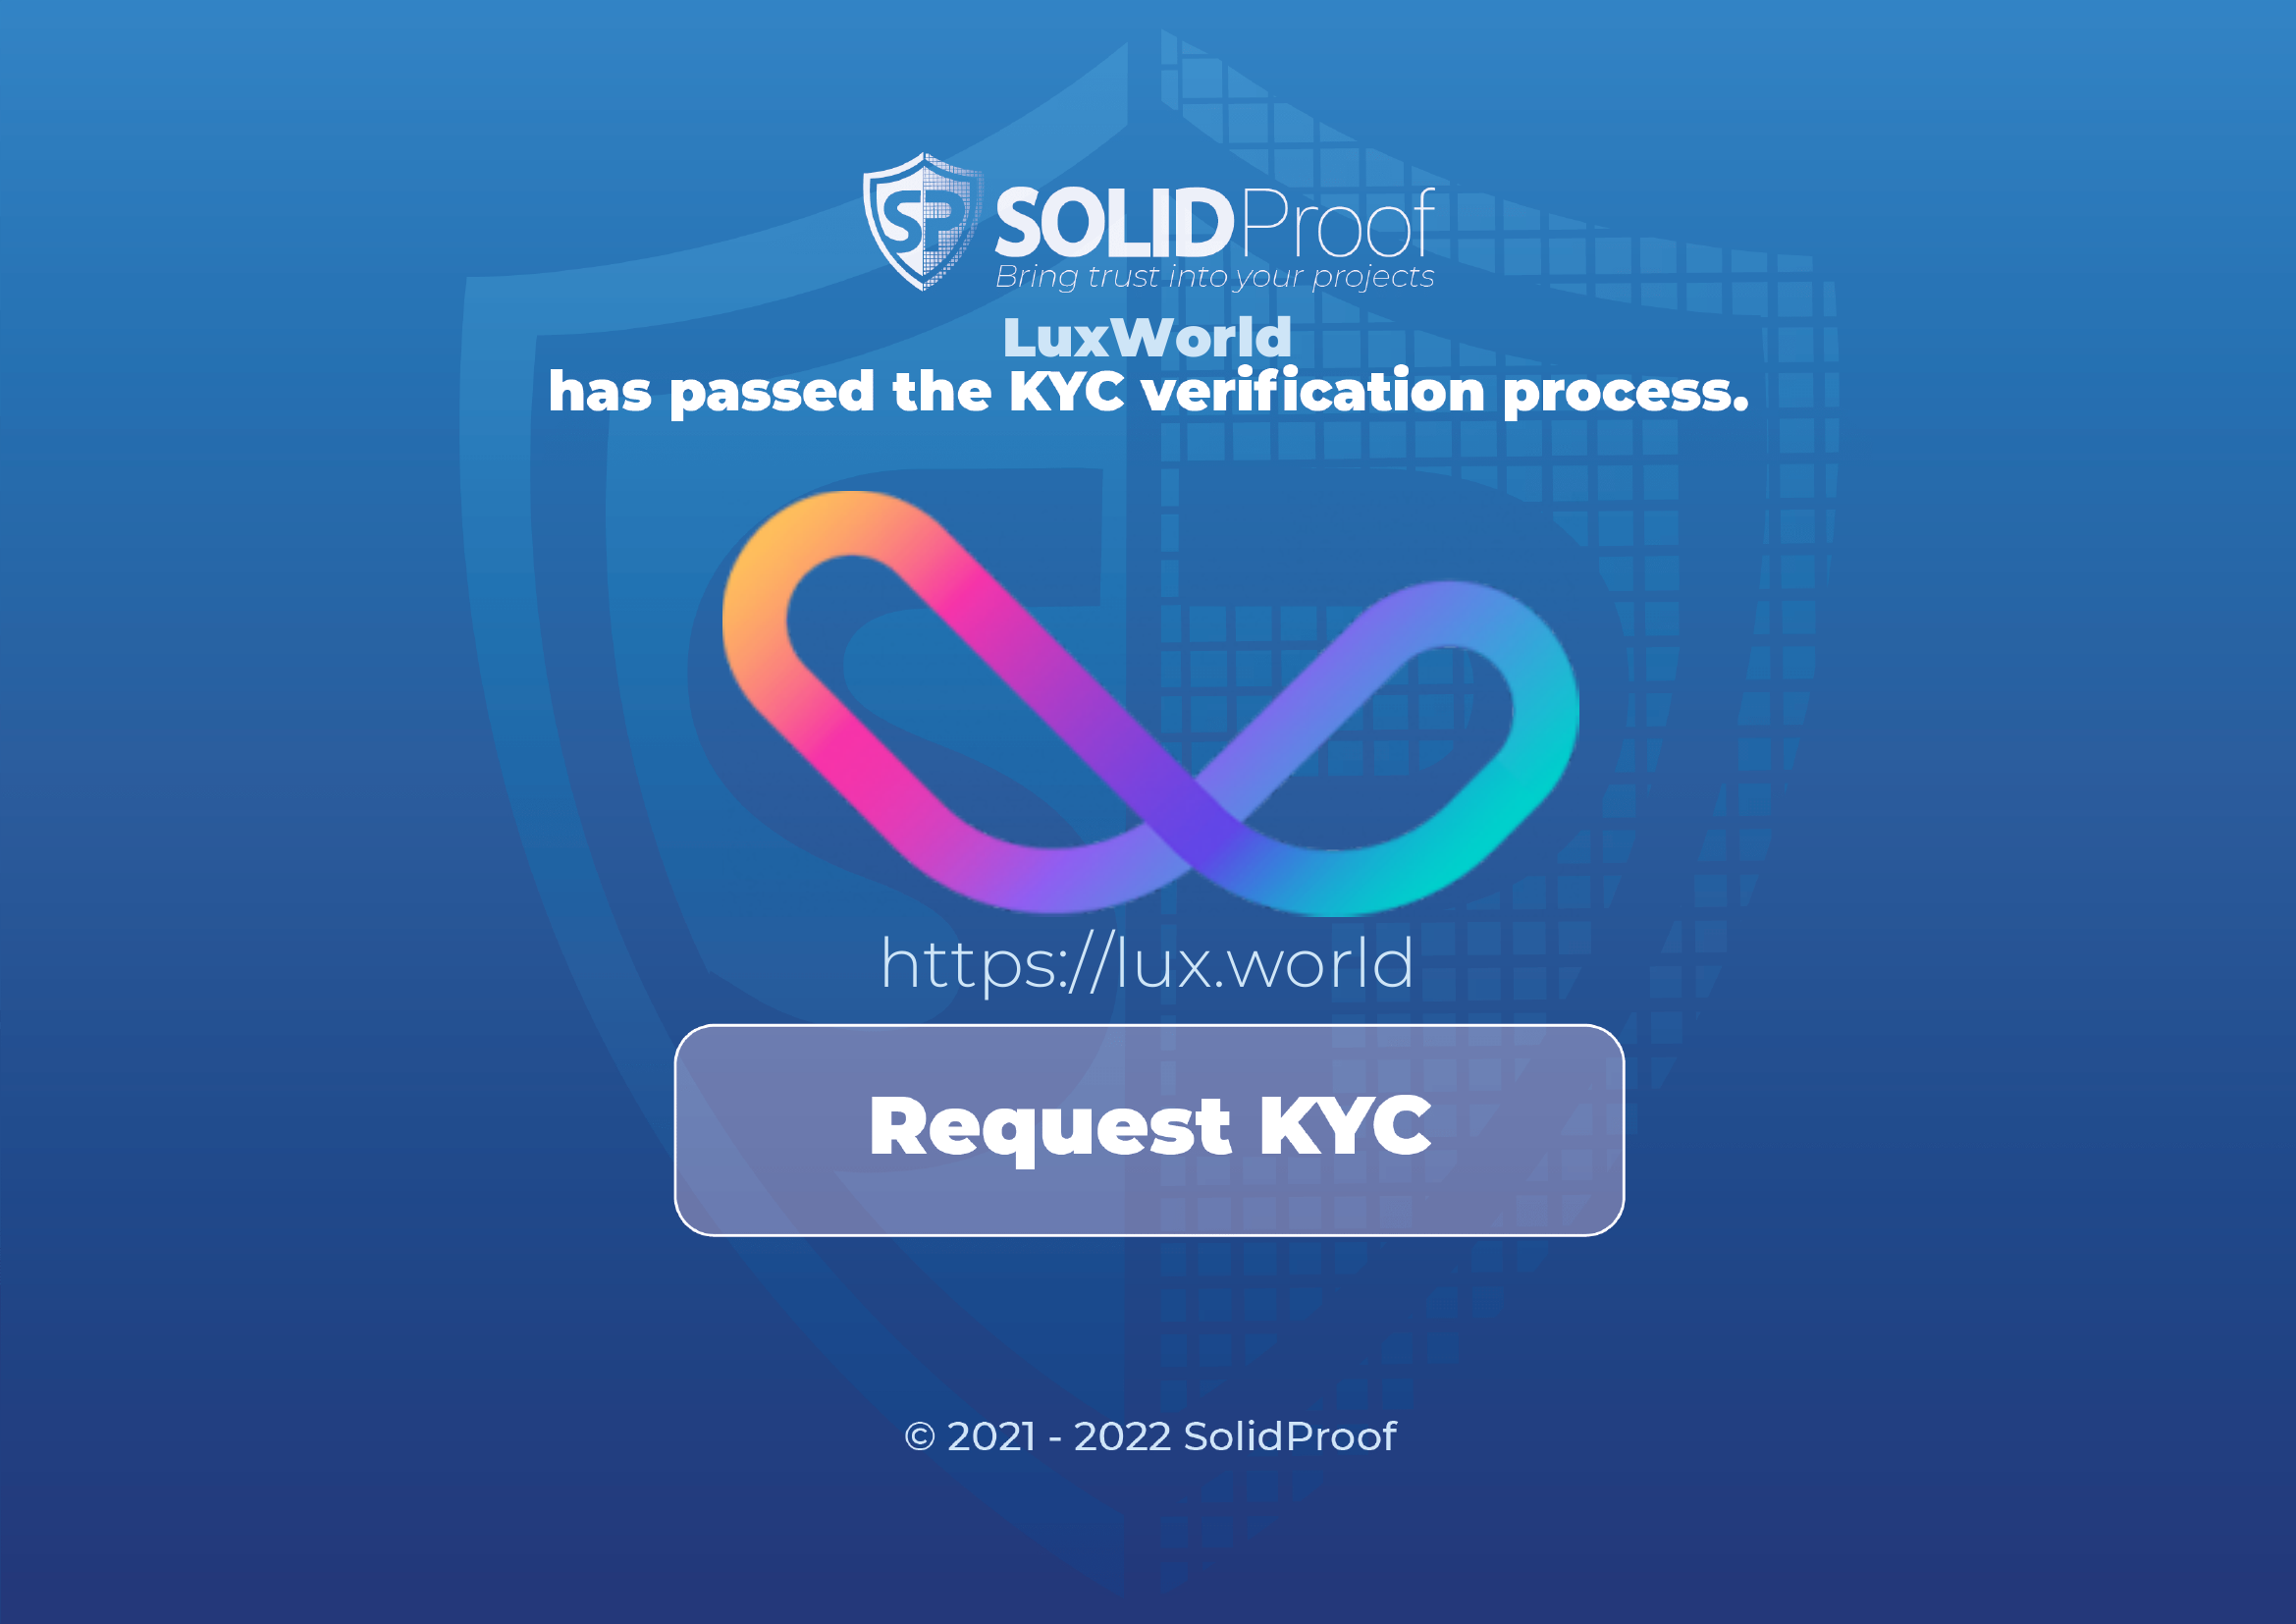 SP SOLIDProof
Bring trust into your projects
LuxWorld
has passed the KYC verification process.
https://lux.world
Request KYC
© 2021 - 2022 SolidProof